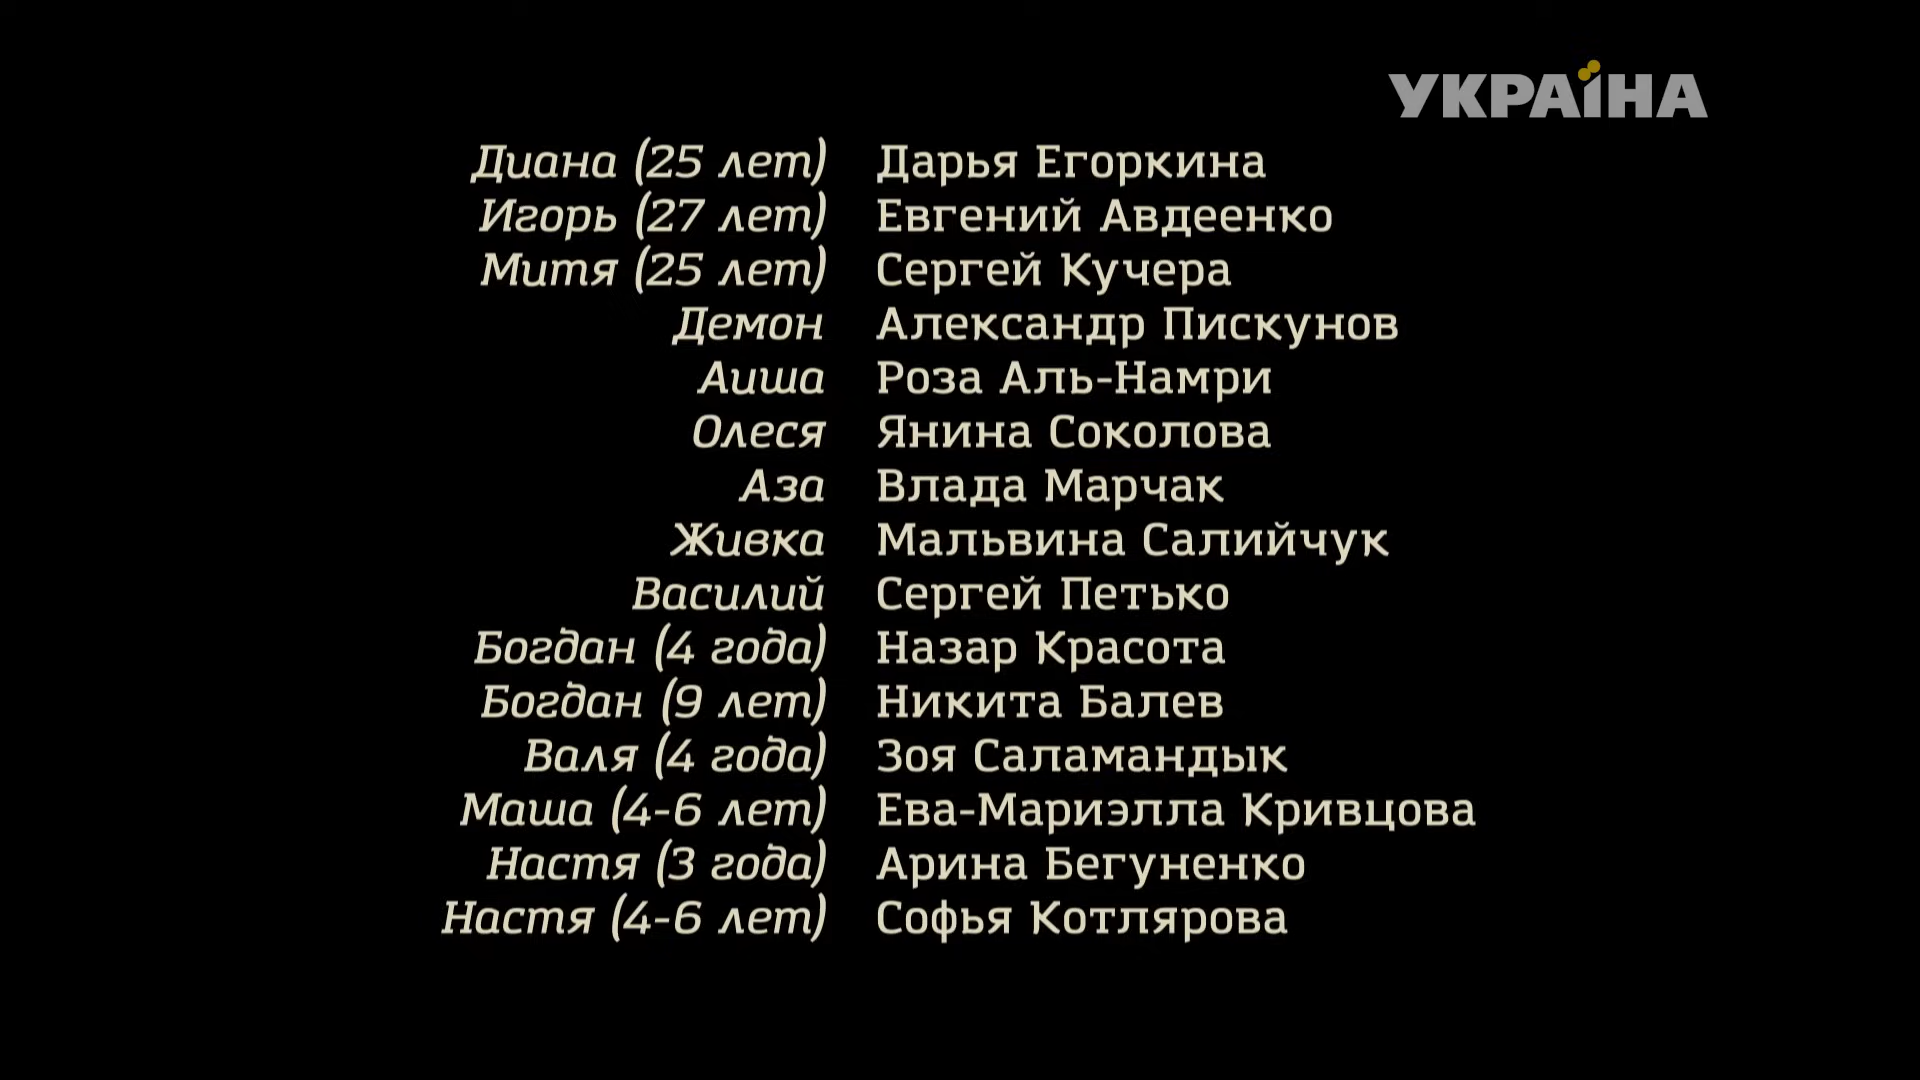 УКРАЇНА
Диана (25 лет) Дарья Егоркина
Игорь (27 лет) Евгений Авдеенко
Митя (25 лет) Сергей Кучера
Демон Александр Пискунов
Аиша Роза Аль-Намри
Олеся Янина Соколова
Аза Влада Марчак
Живка Мальвина Салийчук
Василий Сергей Петько
Богдан (4 года) Назар Красота
Богдан (9 лет) Никита Балев
Валя (4 года) Зоя Саламандык
Маша (4-6 лет) Ева-Мариэлла Кривцова
Настя (3 года) Арина Бегуненко
Настя (4-6 лет) Софья Котлярова